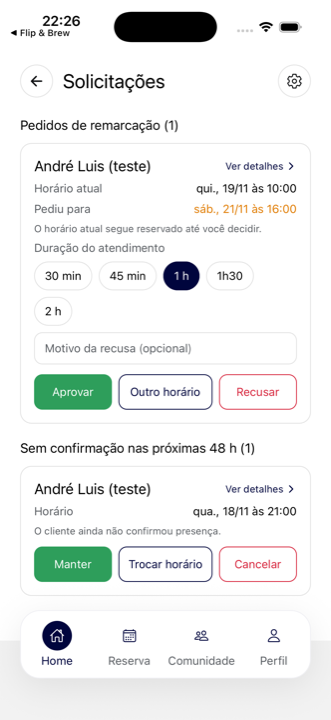 22:26
◀ Flip & Brew
Solicitações
Pedidos de remarcação (1)
André Luis (teste)
Ver detalhes
Horário atual
qui., 19/11 às 10:00
Pediu para
sáb., 21/11 às 16:00
O horário atual segue reservado até você decidir.
Duração do atendimento
30 min
45 min
1 h
1h30
2 h
Motivo da recusa (opcional)
Aprovar
Outro horário
Recusar
Sem confirmação nas próximas 48 h (1)
André Luis (teste)
Ver detalhes
Horário
qua., 18/11 às 21:00
O cliente ainda não confirmou presença.
Manter
Trocar horário
Cancelar
Home
Reserva
Comunidade
Perfil